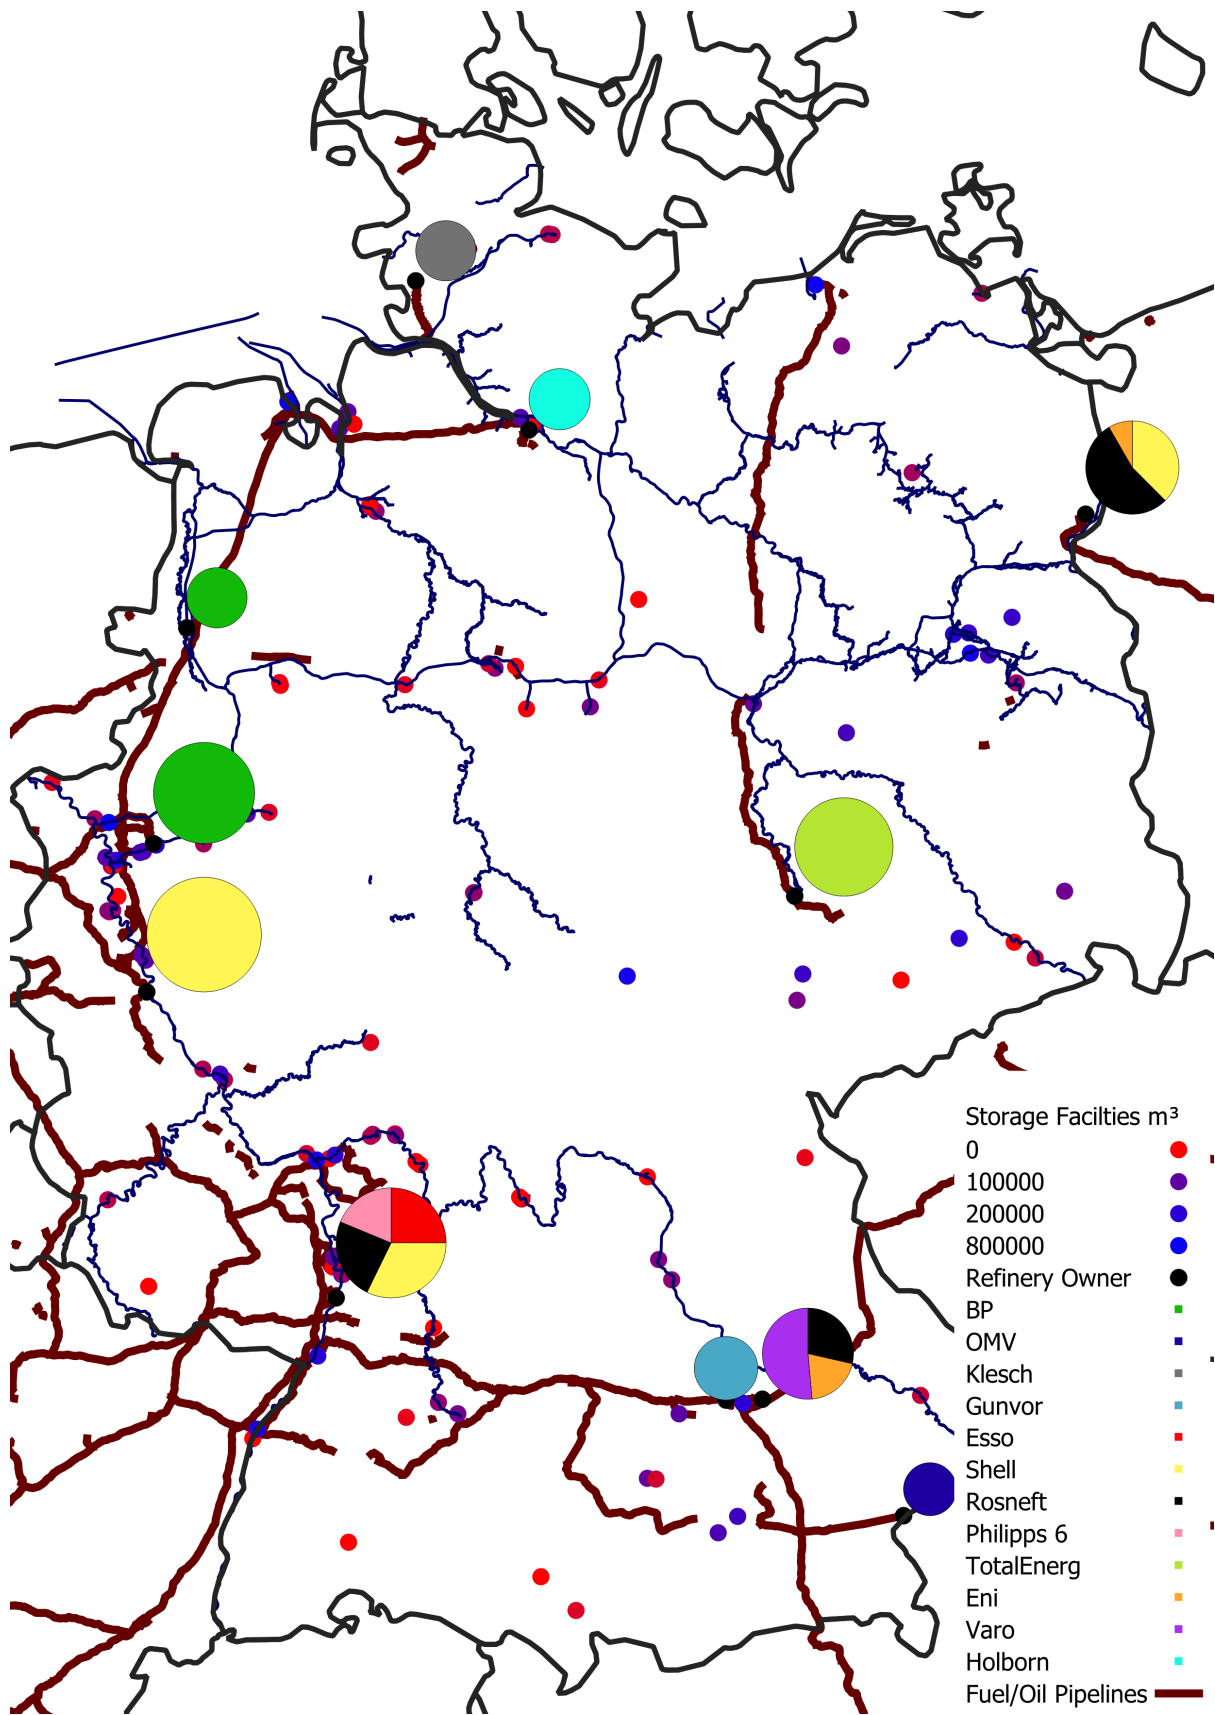 Storage Facilties m³
0
100000
200000
800000
Refinery Owner
BP
OMV
Klesch
Gunvor
Esso
Shell
Rosneft
Philipps 6
TotalEnerg
Eni
Varo
Holborn
Fuel/Oil Pipelines